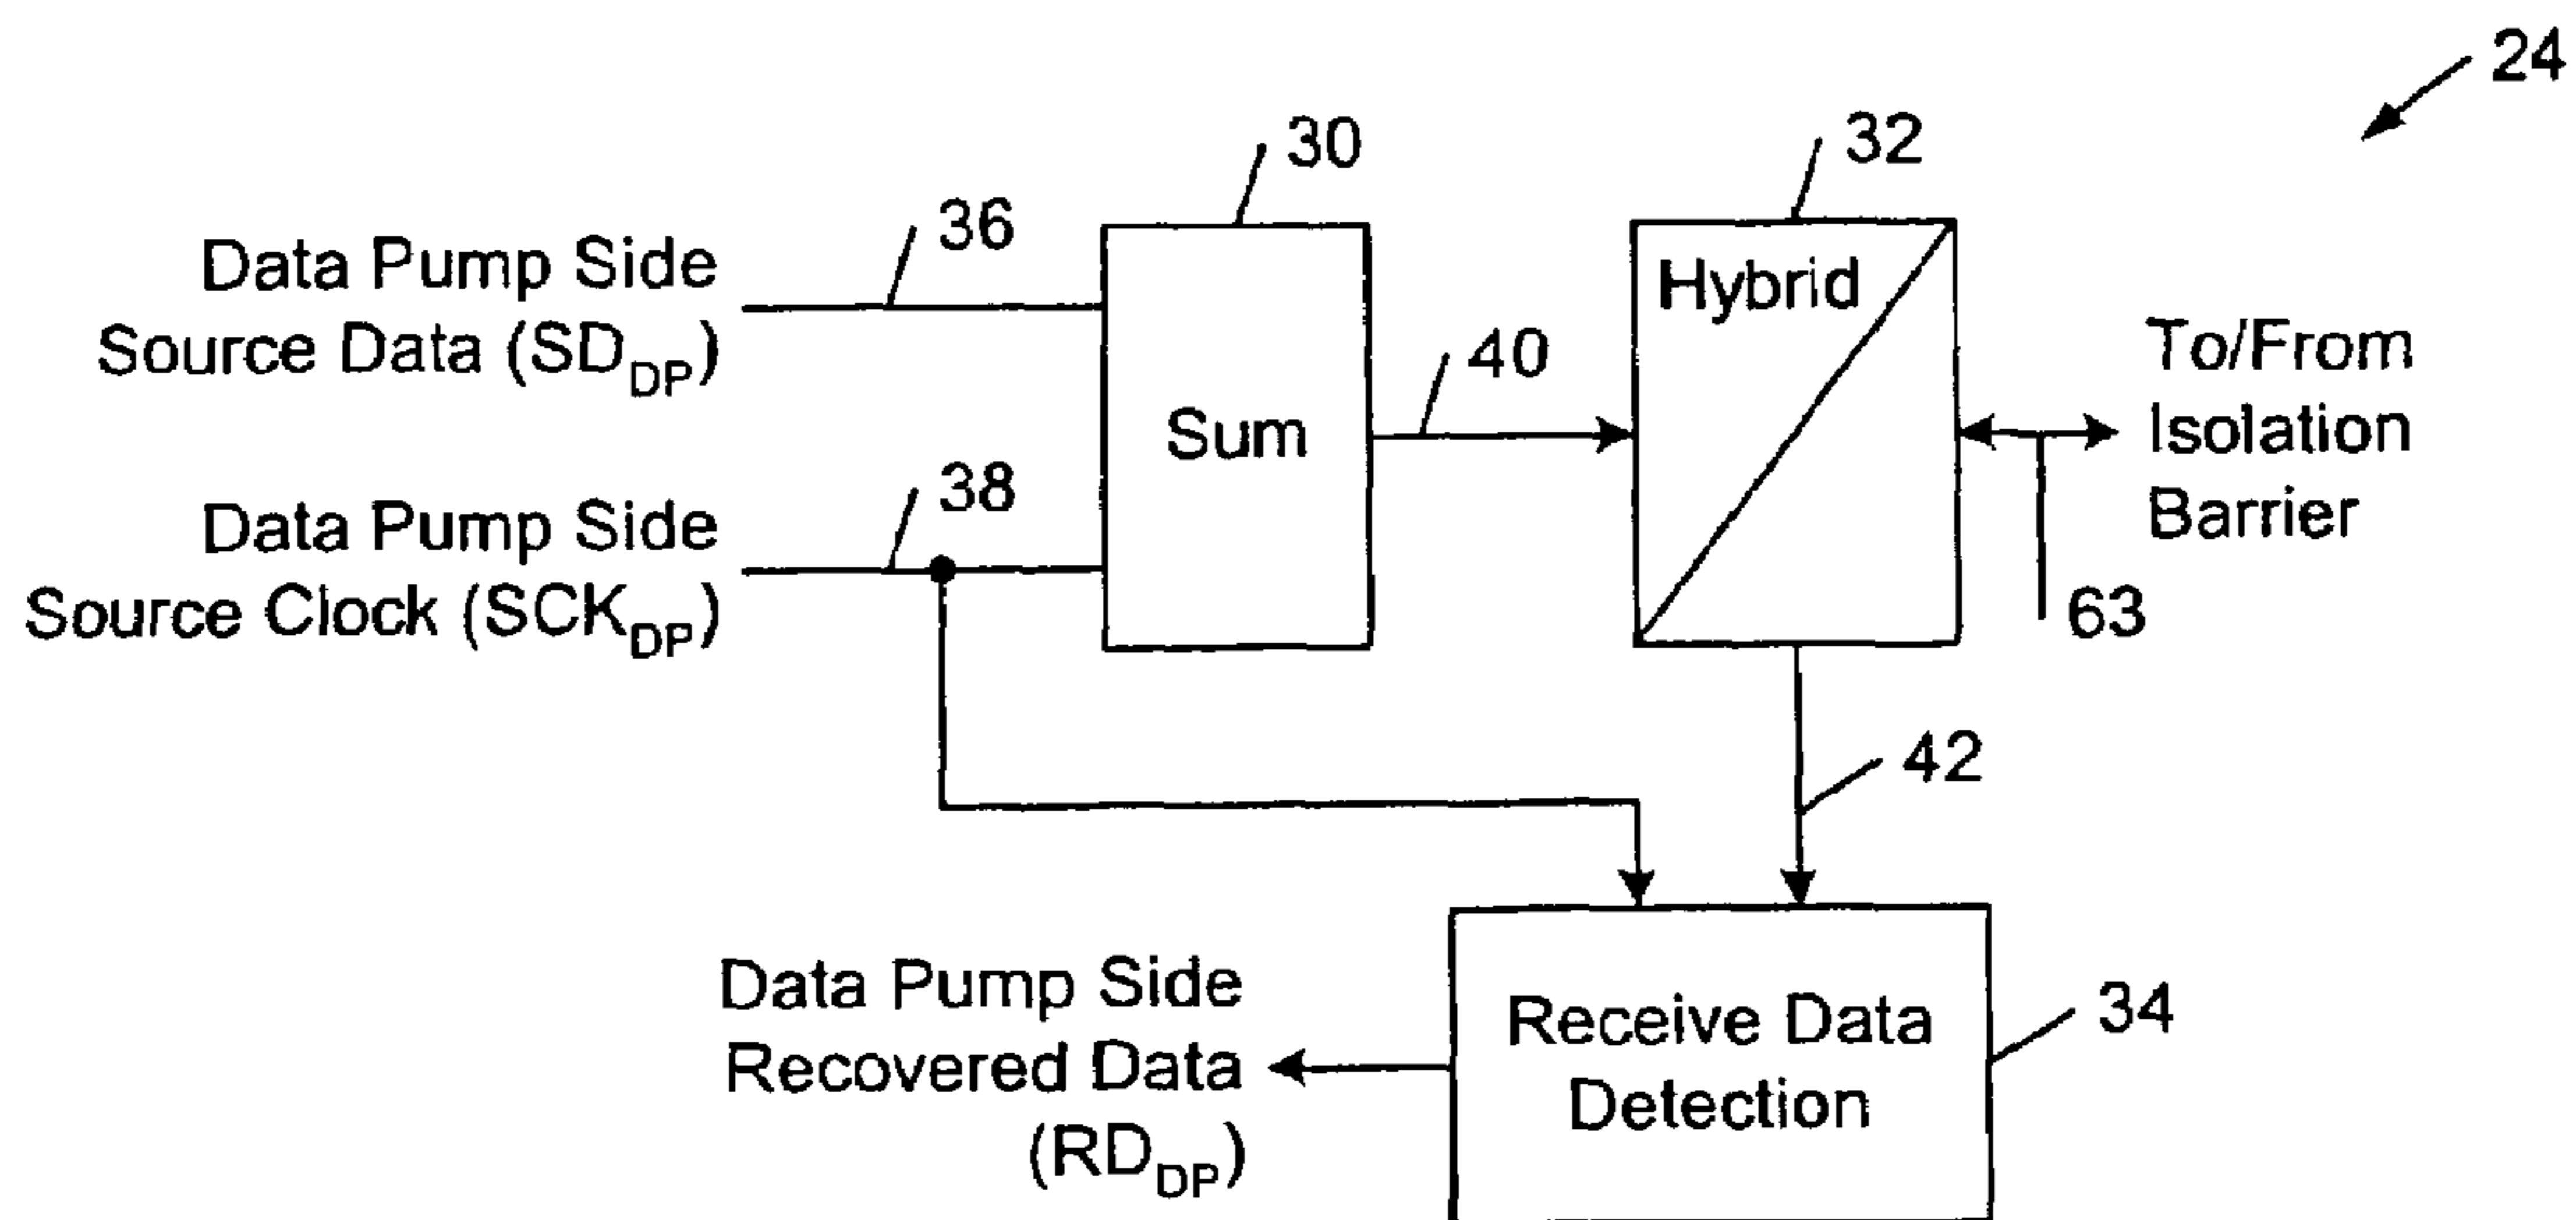 24
30
32
36
Data Pump Side
Source Data (SD_DP)
Hybrid
40
To/From
Isolation
Barrier
Sum
38
Data Pump Side
Source Clock (SCK_DP)
63
42
Data Pump Side
Recovered Data
(RD_DP)
Receive Data
Detection
34